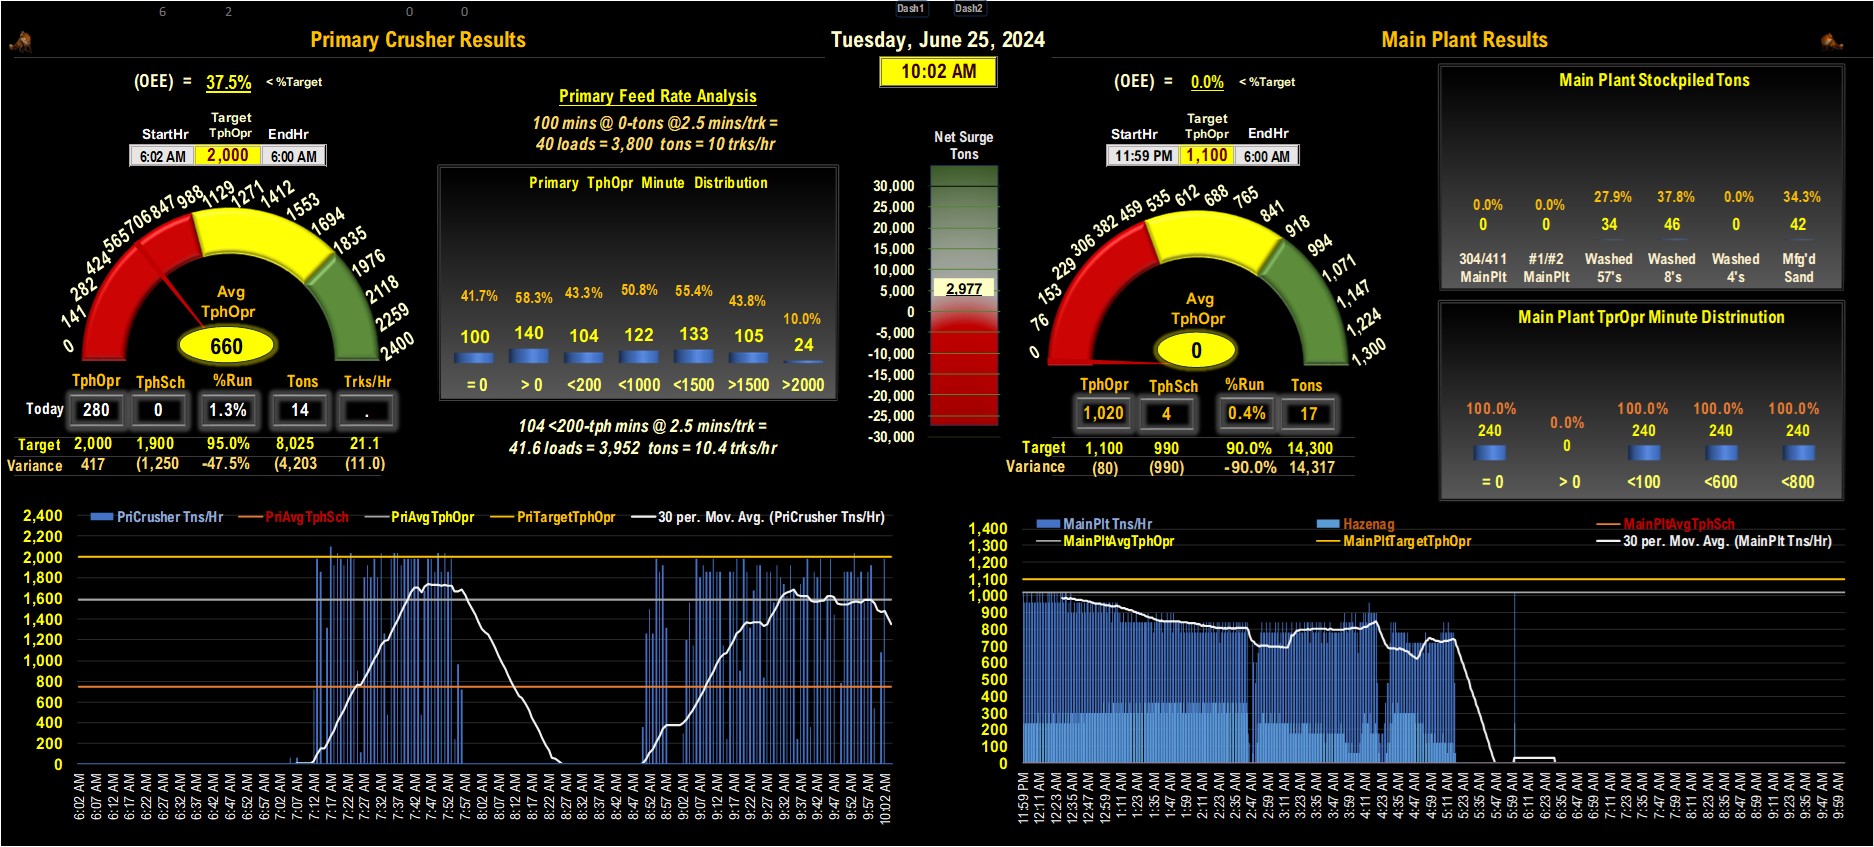 6 2 0 0 Dash1 Dash2
Primary Crusher Results
Tuesday, June 25, 2024
Main Plant Results
10:02 AM
(OEE) = 37.5% < %Target
Target
StartHr TphOpr EndHr
6:02 AM 2,000 6:00 AM
0 141 282 424 565 706 847 988 1129 1271 1412 1553 1694 1835 1976 2118 2259 2400
Avg
TphOpr
660
TphOpr TphSch %Run Tons Trks/Hr
Today 280 0 1.3% 14 .
Target 2,000 1,900 95.0% 8,025 21.1
Variance 417 (1,250 -47.5% (4,203 (11.0)
Primary Feed Rate Analysis
100 mins @ 0-tons @2.5 mins/trk =
40 loads = 3,800 tons = 10 trks/hr
Primary TphOpr Minute Distribution
41.7% 58.3% 43.3% 50.8% 55.4% 43.8% 10.0%
100 140 104 122 133 105 24
= 0 > 0 <200 <1000 <1500 >1500 >2000
104 <200-tph mins @ 2.5 mins/trk =
41.6 loads = 3,952 tons = 10.4 trks/hr
Net Surge
Tons
30,000
25,000
20,000
15,000
10,000
5,000
0
-5,000
-10,000
-15,000
-20,000
-25,000
-30,000
2,977
(OEE) = 0.0% < %Target
Target
StartHr TphOpr EndHr
11:59 PM 1,100 6:00 AM
0 76 153 229 306 382 459 535 612 688 765 841 918 994 1,071 1,147 1,224 1,300
Avg
TphOpr
0
TphOpr TphSch %Run Tons
1,020 4 0.4% 17
Target 1,100 990 90.0% 14,300
Variance (80) (990) -90.0% 14,317
Main Plant Stockpiled Tons
0.0% 0.0% 27.9% 37.8% 0.0% 34.3%
0 0 34 46 0 42
304/411 #1/#2 Washed Washed Washed Mfg'd
MainPlt MainPlt 57's 8's 4's Sand
Main Plant TprOpr Minute Distrinution
100.0% 0.0% 100.0% 100.0% 100.0%
240 0 240 240 240
= 0 > 0 <100 <600 <800
PriCrusher Tns/Hr PriAvgTphSch PriAvgTphOpr PriTargetTphOpr 30 per. Mov. Avg. (PriCrusher Tns/Hr)
2,400
2,200
2,000
1,800
1,600
1,400
1,200
1,000
800
600
400
200
0
6:02 AM 6:07 AM 6:12 AM 6:17 AM 6:22 AM 6:27 AM 6:32 AM 6:37 AM 6:42 AM 6:47 AM 6:52 AM 6:57 AM 7:02 AM 7:07 AM 7:12 AM 7:17 AM 7:22 AM 7:27 AM 7:32 AM 7:37 AM 7:42 AM 7:47 AM 7:52 AM 7:57 AM 8:02 AM 8:07 AM 8:12 AM 8:17 AM 8:22 AM 8:27 AM 8:32 AM 8:37 AM 8:42 AM 8:47 AM 8:52 AM 8:57 AM 9:02 AM 9:07 AM 9:12 AM 9:17 AM 9:22 AM 9:27 AM 9:32 AM 9:37 AM 9:42 AM 9:47 AM 9:52 AM 9:57 AM 10:02 AM
MainPlt Tns/Hr Hazenag MainPltAvgTphSch
MainPltAvgTphOpr MainPltTargetTphOpr 30 per. Mov. Avg. (MainPlt Tns/Hr)
1,400
1,300
1,200
1,100
1,000
900
800
700
600
500
400
300
200
100
0
11:59 PM 12:11 AM 12:23 AM 12:35 AM 12:47 AM 12:59 AM 1:11 AM 1:23 AM 1:35 AM 1:47 AM 1:59 AM 2:11 AM 2:23 AM 2:35 AM 2:47 AM 2:59 AM 3:11 AM 3:23 AM 3:35 AM 3:47 AM 3:59 AM 4:11 AM 4:23 AM 4:35 AM 4:47 AM 4:59 AM 5:11 AM 5:23 AM 5:35 AM 5:47 AM 5:59 AM 6:11 AM 6:23 AM 6:35 AM 6:47 AM 6:59 AM 7:11 AM 7:23 AM 7:35 AM 7:47 AM 7:59 AM 8:11 AM 8:23 AM 8:35 AM 8:47 AM 8:59 AM 9:11 AM 9:23 AM 9:35 AM 9:47 AM 9:59 AM